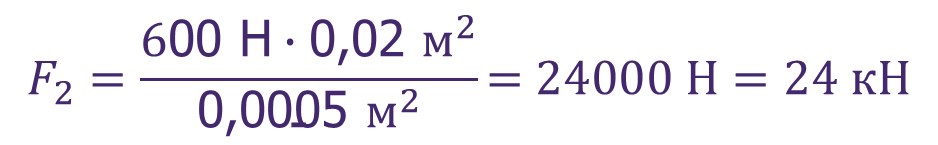 F₂ = (600 Н · 0,02 м²) / (0,0005 м²) = 24000 Н = 24 кН